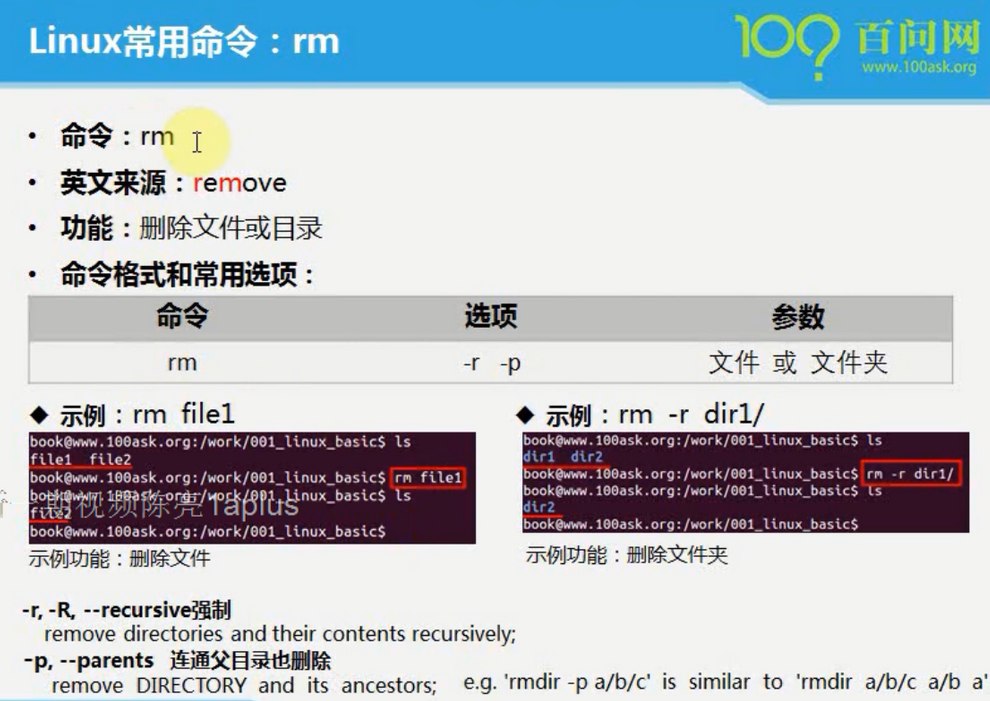 Linux常用命令：rm
100?
百问网
www.100ask.org
• 命令：rm
• 英文来源：remove
• 功能：删除文件或目录
• 命令格式和常用选项：
命令 选项 参数
rm -r -p 文件 或 文件夹
◆ 示例：rm file1
book@www.100ask.org:/work/001_linux_basic$ ls
file1 file2
book@www.100ask.org:/work/001_linux_basic$ rm file1
book@www.100ask.org:/work/001_linux_basic$ ls
file2
book@www.100ask.org:/work/001_linux_basic$
期视频陈亮Taplus
示例功能：删除文件
◆ 示例：rm -r dir1/
book@www.100ask.org:/work/001_linux_basic$ ls
dir1 dir2
book@www.100ask.org:/work/001_linux_basic$ rm -r dir1/
book@www.100ask.org:/work/001_linux_basic$ ls
dir2
book@www.100ask.org:/work/001_linux_basic$
示例功能：删除文件夹
-r, -R, --recursive强制
remove directories and their contents recursively;
-p, --parents 连通父目录也删除
remove DIRECTORY and its ancestors; e.g. 'rmdir -p a/b/c' is similar to 'rmdir a/b/c a/b a'